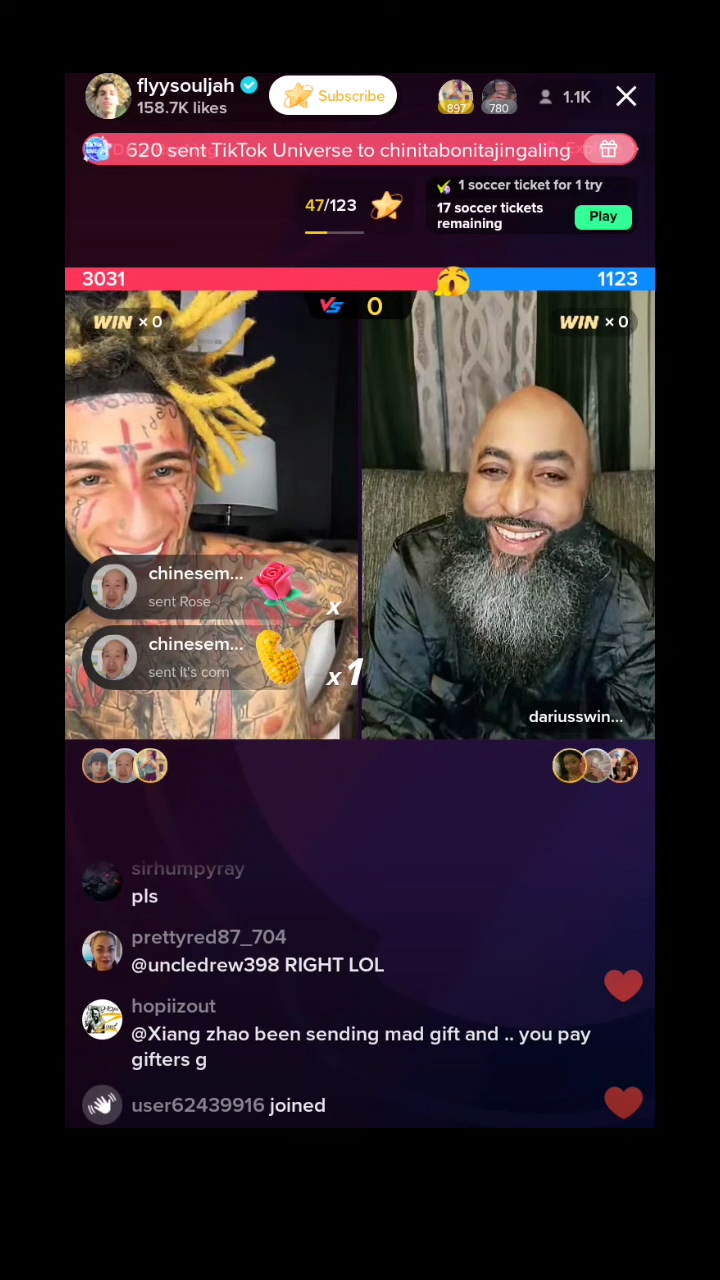 flyysouljah
158.7K likes
Subscribe
897
780
1.1K
620 sent TikTok Universe to chinitabonitajingaling
47/123
1 soccer ticket for 1 try
17 soccer tickets
remaining
Play
3031
1123
WIN × 0
VS 0
WIN × 0
chinesem...
sent Rose
x
chinesem...
sent It's corn
x 1
dariusswin...
sirhumpyray
pls
prettyred87_704
@uncledrew398 RIGHT LOL
hopiizout
@Xiang zhao been sending mad gift and .. you pay
gifters g
user62439916 joined